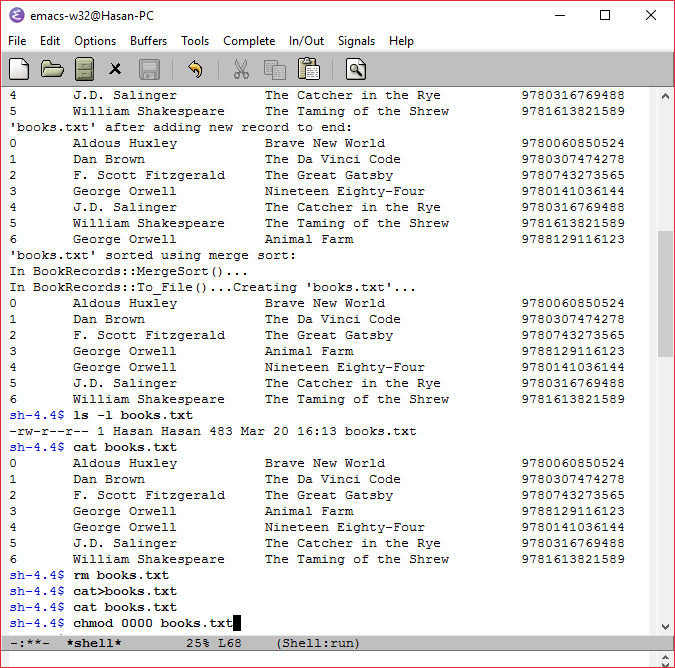 emacs-w32@Hasan-PC
File Edit Options Buffers Tools Complete In/Out Signals Help
4 J.D. Salinger The Catcher in the Rye 9780316769488
5 William Shakespeare The Taming of the Shrew 9781613821589
'books.txt' after adding new record to end:
0 Aldous Huxley Brave New World 9780060850524
1 Dan Brown The Da Vinci Code 9780307474278
2 F. Scott Fitzgerald The Great Gatsby 9780743273565
3 George Orwell Nineteen Eighty-Four 9780141036144
4 J.D. Salinger The Catcher in the Rye 9780316769488
5 William Shakespeare The Taming of the Shrew 9781613821589
6 George Orwell Animal Farm 9788129116123
'books.txt' sorted using merge sort:
In BookRecords::MergeSort()...
In BookRecords::To_File()...Creating 'books.txt'...
0 Aldous Huxley Brave New World 9780060850524
1 Dan Brown The Da Vinci Code 9780307474278
2 F. Scott Fitzgerald The Great Gatsby 9780743273565
3 George Orwell Animal Farm 9788129116123
4 George Orwell Nineteen Eighty-Four 9780141036144
5 J.D. Salinger The Catcher in the Rye 9780316769488
6 William Shakespeare The Taming of the Shrew 9781613821589
sh-4.4$ ls -l books.txt
-rw-r--r-- 1 Hasan Hasan 483 Mar 20 16:13 books.txt
sh-4.4$ cat books.txt
0 Aldous Huxley Brave New World 9780060850524
1 Dan Brown The Da Vinci Code 9780307474278
2 F. Scott Fitzgerald The Great Gatsby 9780743273565
3 George Orwell Animal Farm 9788129116123
4 George Orwell Nineteen Eighty-Four 9780141036144
5 J.D. Salinger The Catcher in the Rye 9780316769488
6 William Shakespeare The Taming of the Shrew 9781613821589
sh-4.4$ rm books.txt
sh-4.4$ cat>books.txt
sh-4.4$ cat books.txt
sh-4.4$ chmod 0000 books.txt
-:**- *shell* 25% L68 (Shell:run)